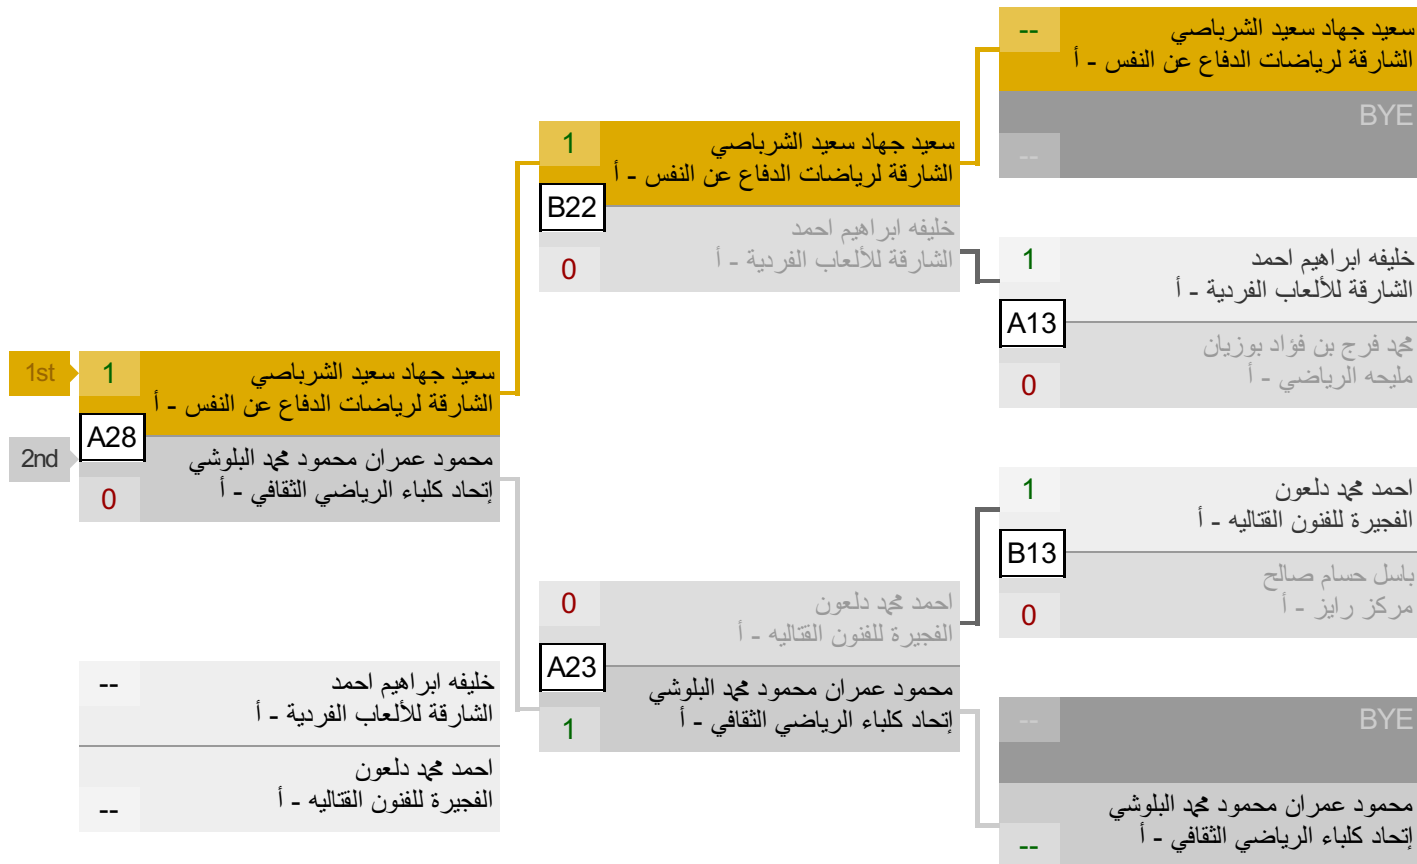 --
سعيد جهاد سعيد الشرباصي
الشارقة لرياضات الدفاع عن النفس - أ
BYE
--
1
خليفه ابراهيم احمد
الشارقة للألعاب الفردية - أ
A13
محمد فرج بن فؤاد بوزيان
مليحه الرياضي - أ
0
1
احمد محمد دلعون
الفجيرة للفنون القتاليه - أ
B13
باسل حسام صالح
مركز رايز - أ
0
--
BYE
محمود عمران محمود محمد البلوشي
إتحاد كلباء الرياضي الثقافي - أ
--
1
سعيد جهاد سعيد الشرباصي
الشارقة لرياضات الدفاع عن النفس - أ
B22
خليفه ابراهيم احمد
الشارقة للألعاب الفردية - أ
0
0
احمد محمد دلعون
الفجيرة للفنون القتاليه - أ
A23
محمود عمران محمود محمد البلوشي
إتحاد كلباء الرياضي الثقافي - أ
1
1st
1
سعيد جهاد سعيد الشرباصي
الشارقة لرياضات الدفاع عن النفس - أ
A28
2nd
محمود عمران محمود محمد البلوشي
إتحاد كلباء الرياضي الثقافي - أ
0
--
خليفه ابراهيم احمد
الشارقة للألعاب الفردية - أ
احمد محمد دلعون
الفجيرة للفنون القتاليه - أ
--